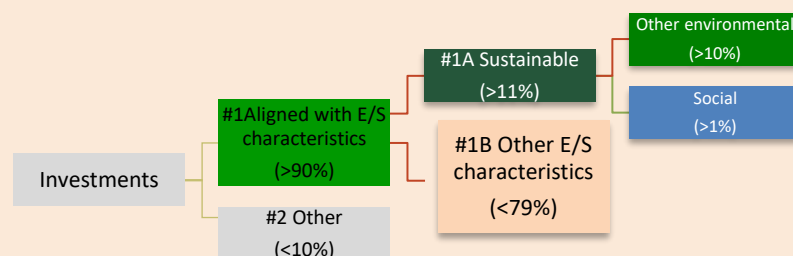 Investments
#1Aligned with E/S
characteristics
(>90%)
#2 Other
(<10%)
#1A Sustainable
(>11%)
#1B Other E/S
characteristics
(<79%)
Other environmental
(>10%)
Social
(>1%)